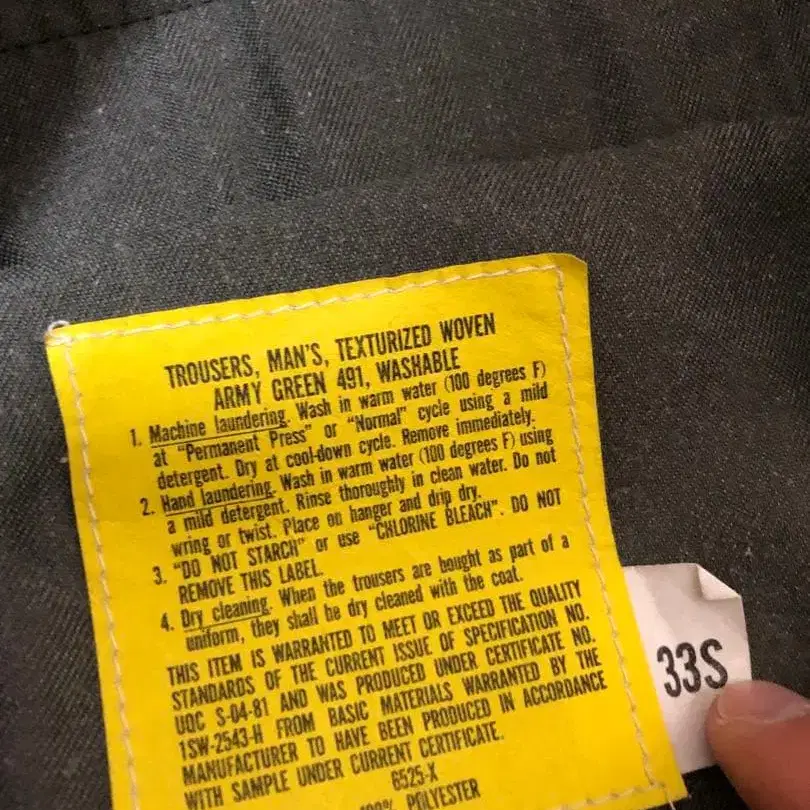 TROUSERS, MAN'S, TEXTURIZED WOVEN
ARMY GREEN 491, WASHABLE
1. Machine laundering. Wash in warm water (100 degrees F)
at "Permanent Press" or "Normal" cycle using a mild
detergent. Dry at cool-down cycle. Remove immediately.
2. Hand laundering. Wash in warm water (100 degrees F) using
a mild detergent. Rinse thoroughly in clean water. Do not
wring or twist. Place on hanger and drip dry.
3. "DO NOT STARCH" or use "CHLORINE BLEACH". DO NOT
REMOVE THIS LABEL.
4. Dry cleaning. When the trousers are bought as part of a
uniform, they shall be dry cleaned with the coat.
THIS ITEM IS WARRANTED TO MEET OR EXCEED THE QUALITY
STANDARDS OF THE CURRENT ISSUE OF SPECIFICATION NO.
UQC S-04-81 AND WAS PRODUCED UNDER CERTIFICATE NO.
1SW-2543-H FROM BASIC MATERIALS WARRANTED BY THE
MANUFACTURER TO HAVE BEEN PRODUCED IN ACCORDANCE
WITH SAMPLE UNDER CURRENT CERTIFICATE.
6525-X
100% POLYESTER
33S